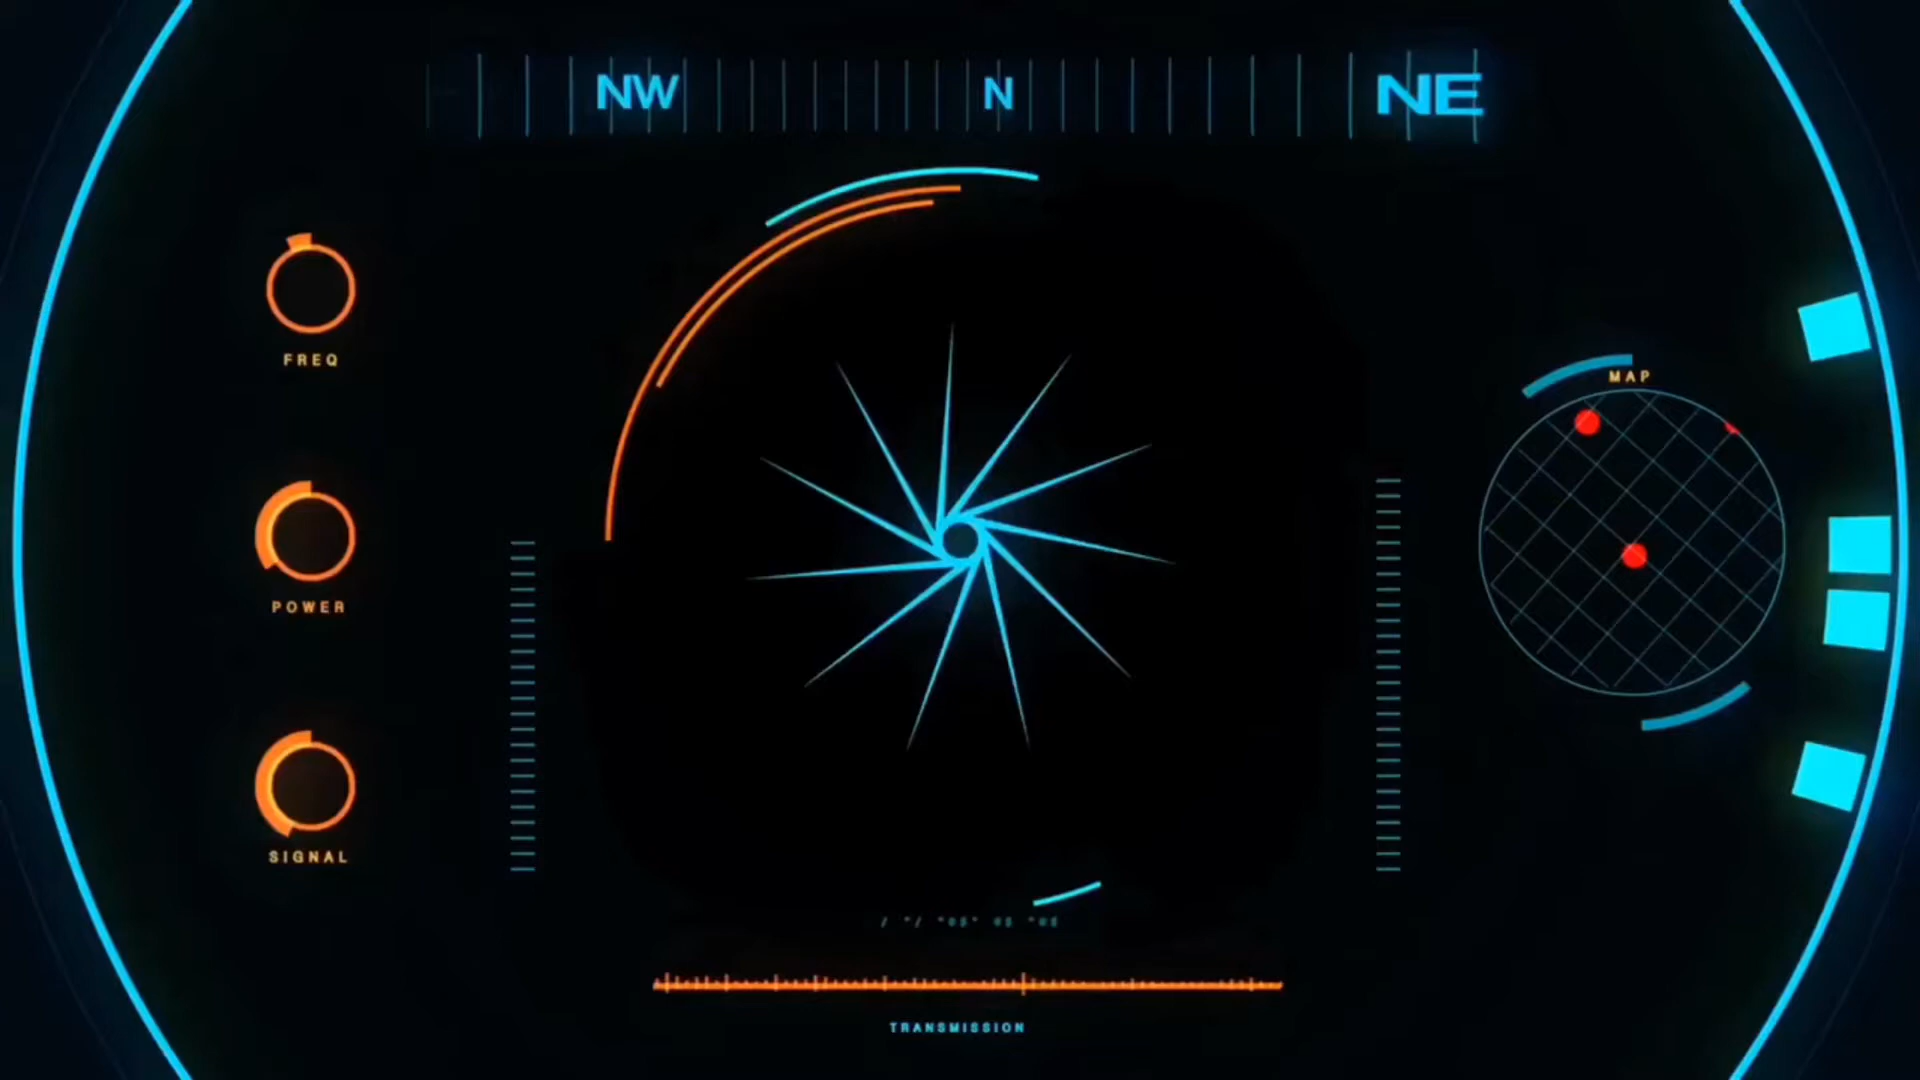 NW N NE
FREQ
MAP
POWER
SIGNAL
TRANSMISSION